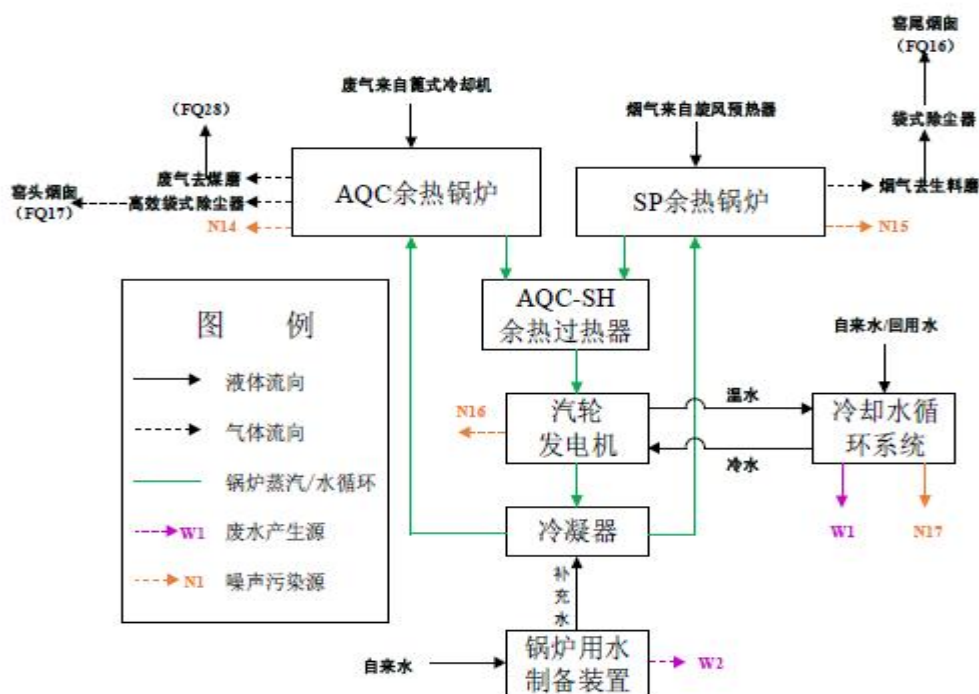 窑尾烟囱
（FQ16）
袋式除尘器
烟气去生料磨
废气来自篦式冷却机
烟气来自旋风预热器
（FQ28）
废气去煤磨
窑头烟囱
（FQ17）
高效袋式除尘器
N14
AQC余热锅炉
SP余热锅炉
N15
AQC-SH
余热过热器
图 例
液体流向
气体流向
锅炉蒸汽/水循环
W1 废水产生源
N1 噪声污染源
N16
汽轮
发电机
温水
冷水
自来水/回用水
冷却水循
环系统
W1
N17
冷凝器
补
充
水
自来水
锅炉用水
制备装置
W2